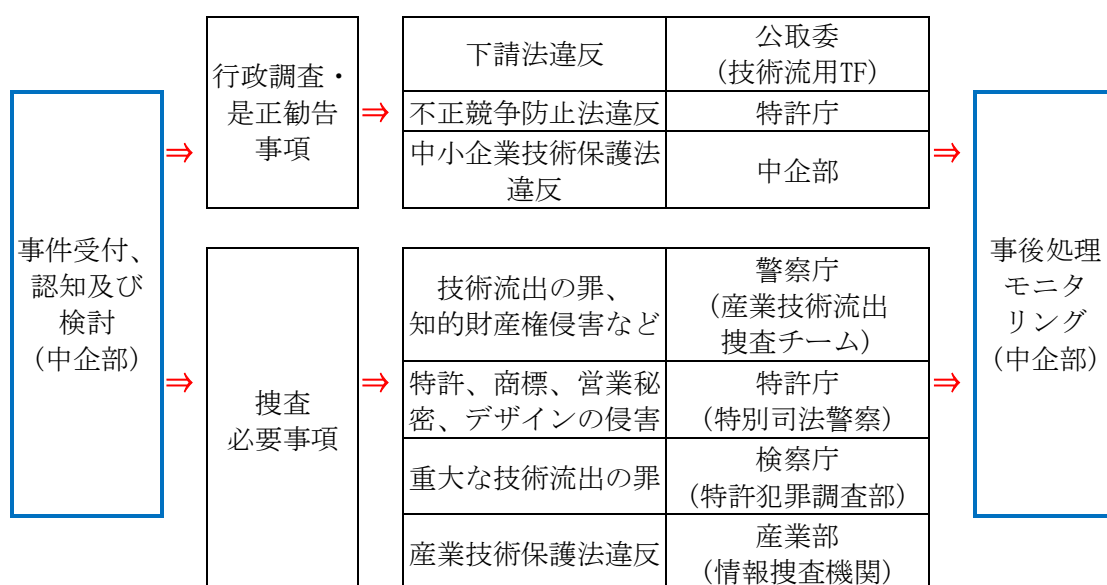 事件受付、
認知及び
検討
(中企部)
⇒
行政調査・
是正勧告
事項
⇒
下請法違反
公取委
(技術流用TF)
不正競争防止法違反
特許庁
中小企業技術保護法
違反
中企部
⇒
⇒
捜査
必要事項
⇒
技術流出の罪、
知的財産権侵害など
警察庁
(産業技術流出
捜査チーム)
特許、商標、営業秘
密、デザインの侵害
特許庁
(特別司法警察)
重大な技術流出の罪
検察庁
(特許犯罪調査部)
産業技術保護法違反
産業部
(情報捜査機関)
⇒
事後処理
モニタ
リング
(中企部)